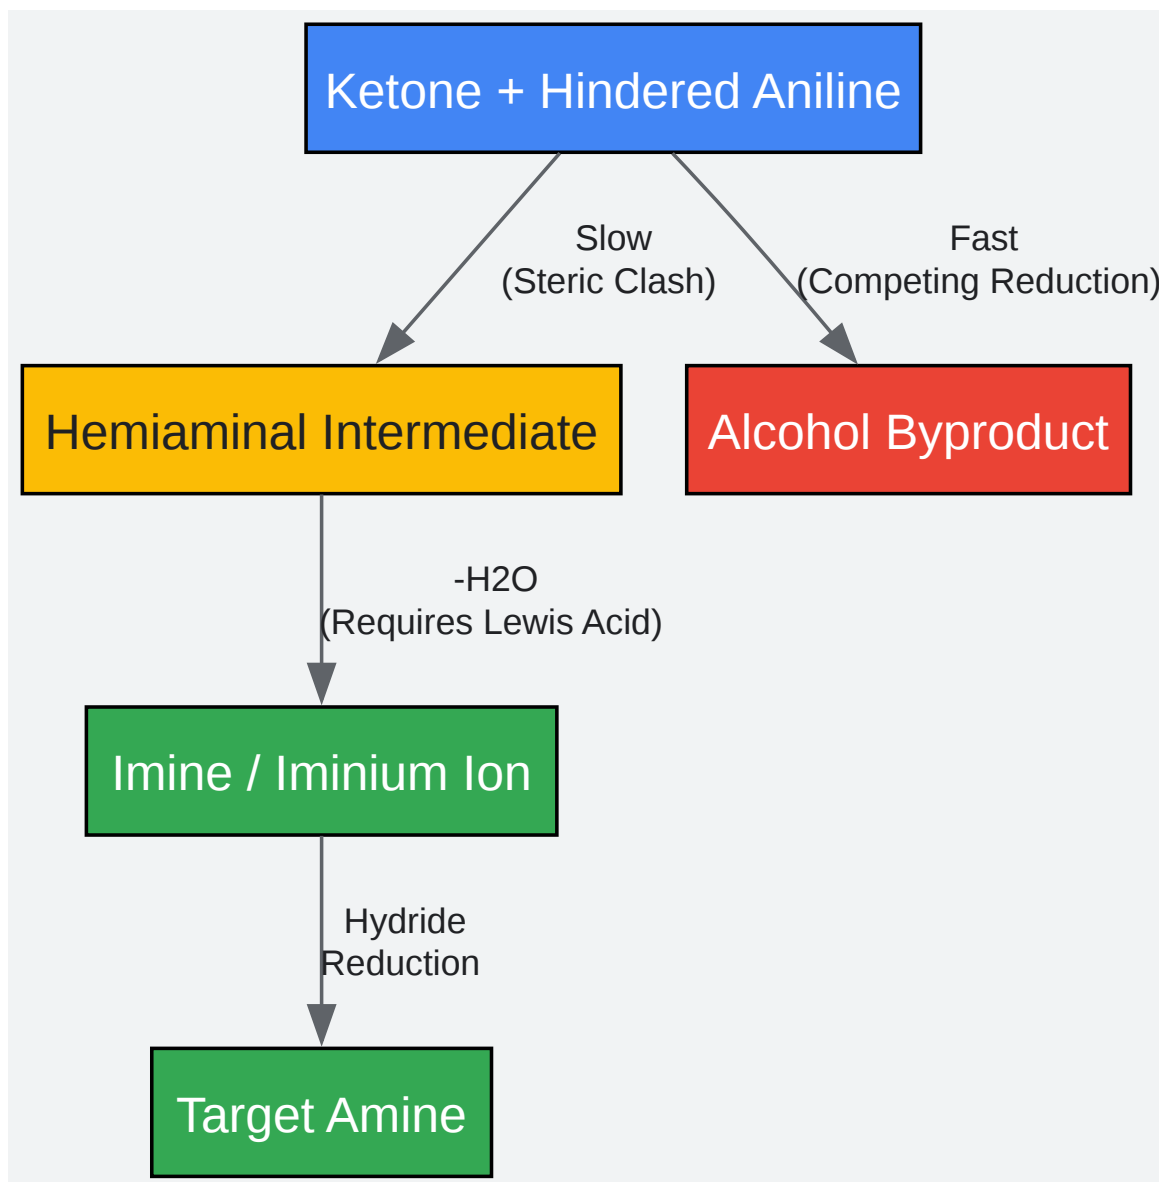 Ketone + Hindered Aniline
Slow
(Steric Clash)
Fast
(Competing Reduction)
Hemiaminal Intermediate
Alcohol Byproduct
-H2O
(Requires Lewis Acid)
Imine / Iminium Ion
Hydride
Reduction
Target Amine